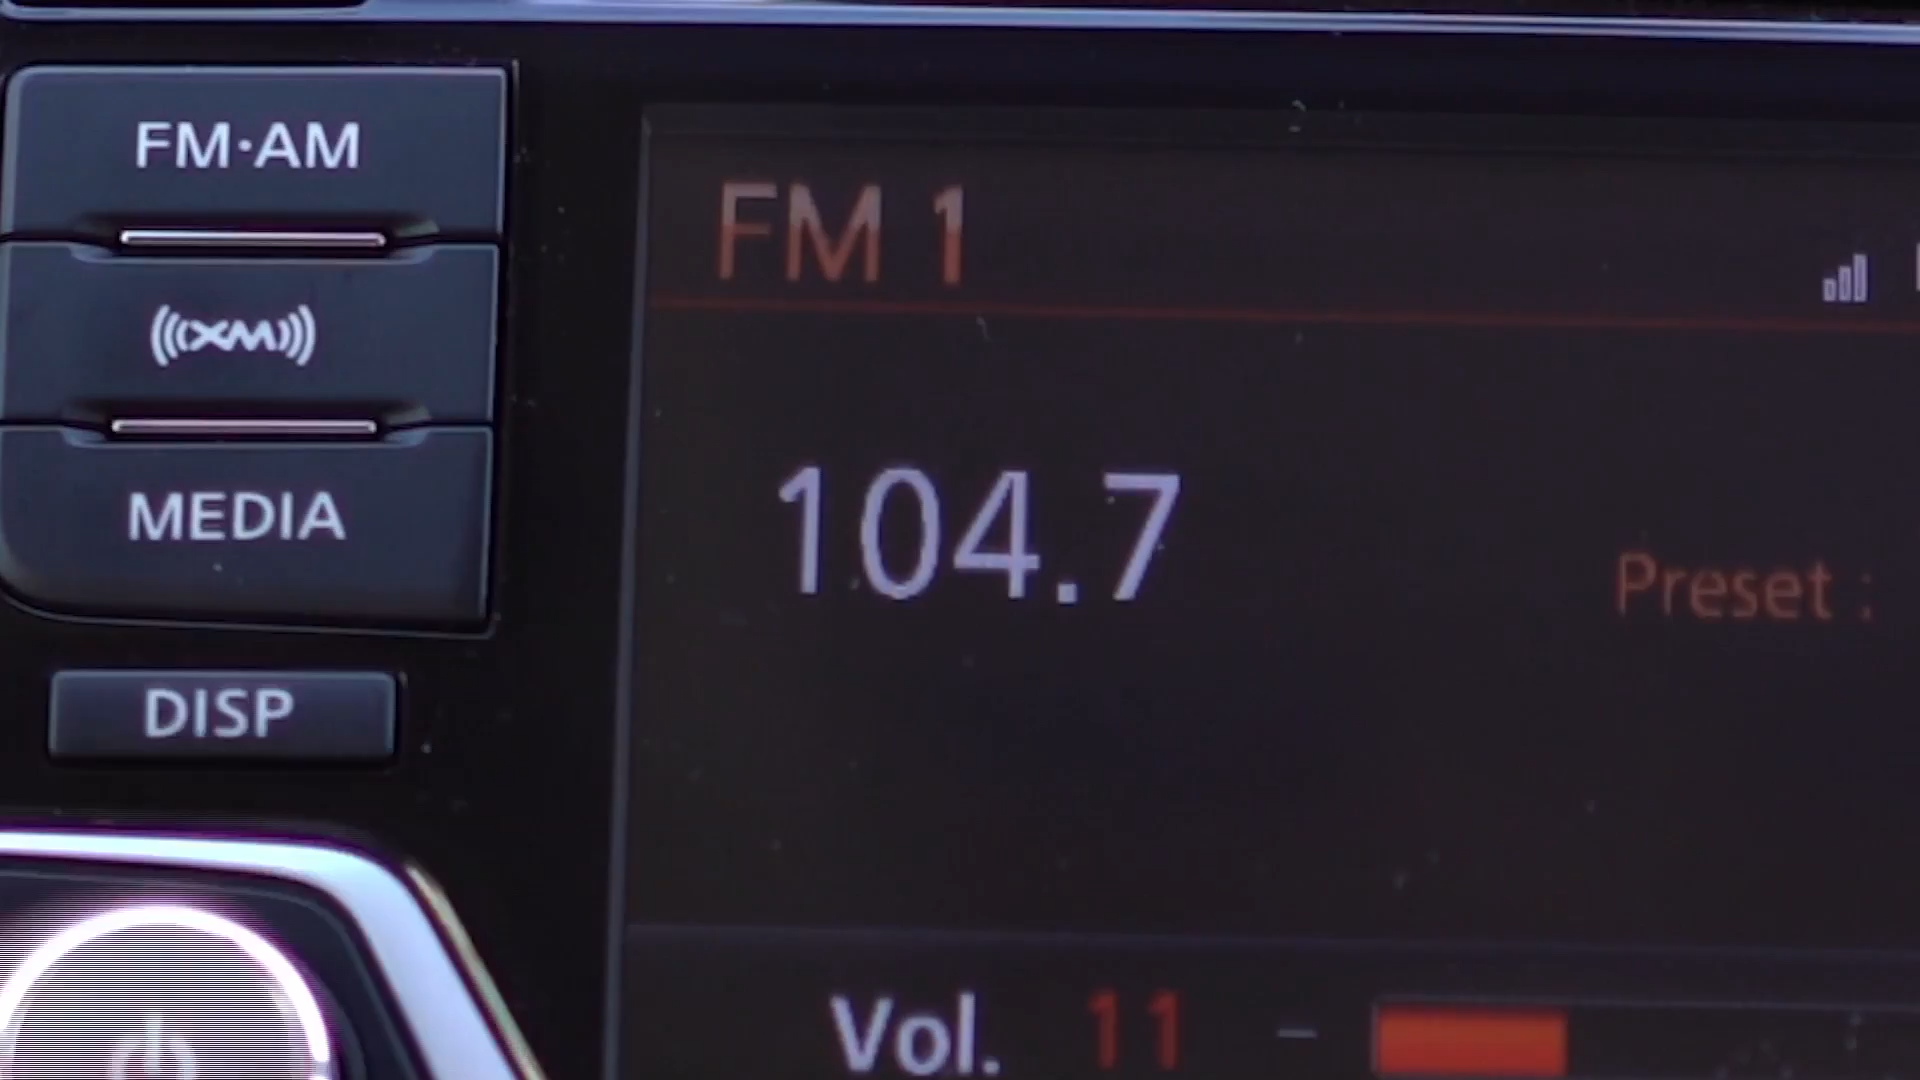 FM·AM
XM
MEDIA
DISP
FM 1
104.7
Preset :
Vol. 11 –